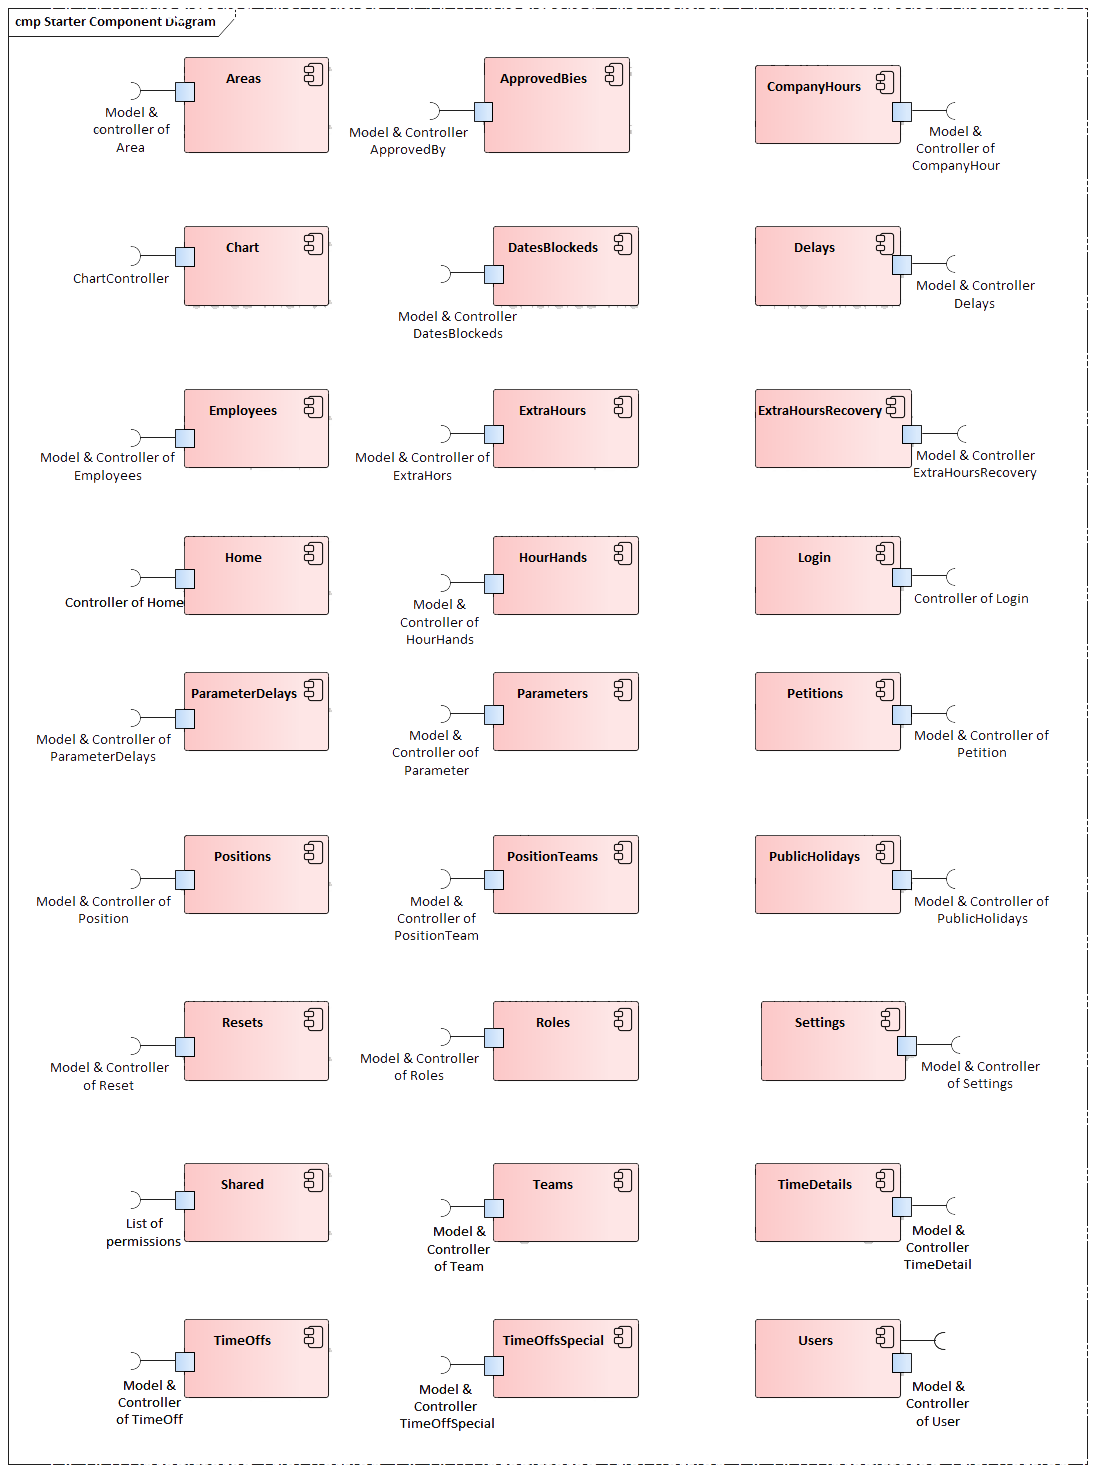 cmp Starter Component Diagram
Areas
Model &
controller of
Area
ApprovedBies
Model & Controller
ApprovedBy
CompanyHours
Model &
Controller of
CompanyHour
Chart
ChartController
DatesBlockeds
Model & Controller
DatesBlockeds
Delays
Model & Controller
Delays
Employees
Model & Controller of
Employees
ExtraHours
Model & Controller of
ExtraHors
ExtraHoursRecovery
Model & Controller
ExtraHoursRecovery
Home
Controller of Home
HourHands
Model &
Controller of
HourHands
Login
Controller of Login
ParameterDelays
Model & Controller of
ParameterDelays
Parameters
Model &
Controller oof
Parameter
Petitions
Model & Controller of
Petition
Positions
Model & Controller of
Position
PositionTeams
Model &
Controller of
PositionTeam
PublicHolidays
Model & Controller of
PublicHolidays
Resets
Model & Controller
of Reset
Roles
Model & Controller
of Roles
Settings
Model & Controller
of Settings
Shared
List of
permissions
Teams
Model &
Controller
of Team
TimeDetails
Model &
Controller
TimeDetail
TimeOffs
Model &
Controller
of TimeOff
TimeOffsSpecial
Model &
Controller
TimeOffSpecial
Users
Model &
Controller
of User